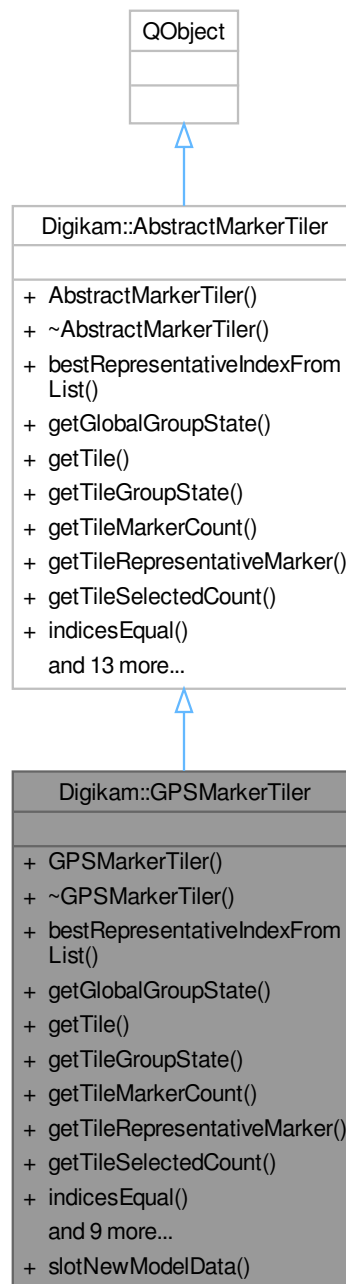 QObject
Digikam::AbstractMarkerTiler
+ AbstractMarkerTiler()
+ ~AbstractMarkerTiler()
+ bestRepresentativeIndexFrom
List()
+ getGlobalGroupState()
+ getTile()
+ getTileGroupState()
+ getTileMarkerCount()
+ getTileRepresentativeMarker()
+ getTileSelectedCount()
+ indicesEqual()
and 13 more...
Digikam::GPSMarkerTiler
+ GPSMarkerTiler()
+ ~GPSMarkerTiler()
+ bestRepresentativeIndexFrom
List()
+ getGlobalGroupState()
+ getTile()
+ getTileGroupState()
+ getTileMarkerCount()
+ getTileRepresentativeMarker()
+ getTileSelectedCount()
+ indicesEqual()
and 9 more...
+ slotNewModelData()